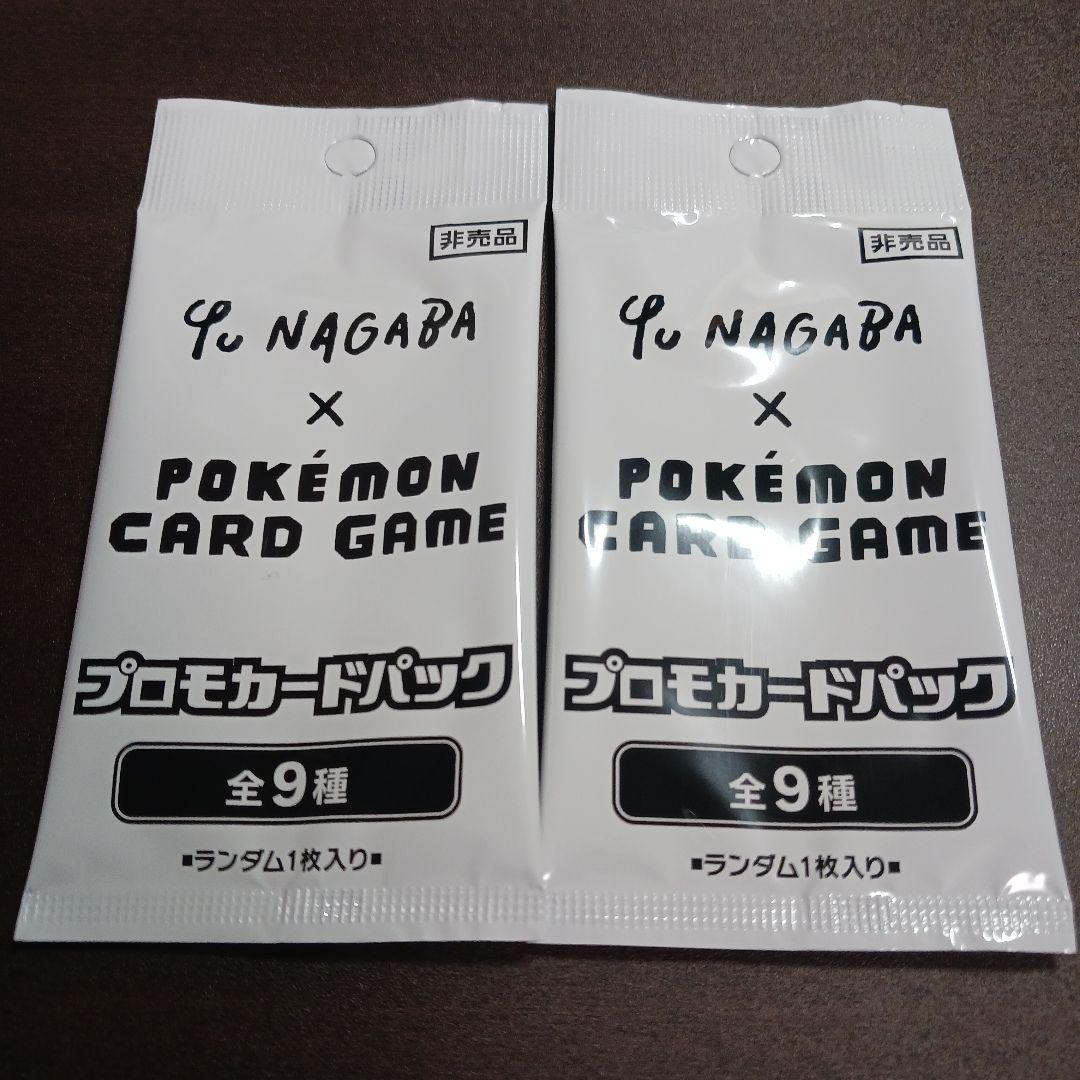 非売品
Yu NAGABA
×
POKÉMON
CARD GAME
プロモカードパック
全9種
▪ランダム1枚入り▪
非売品
Yu NAGABA
×
POKÉMON
CARD GAME
プロモカードパック
全9種
▪ランダム1枚入り▪